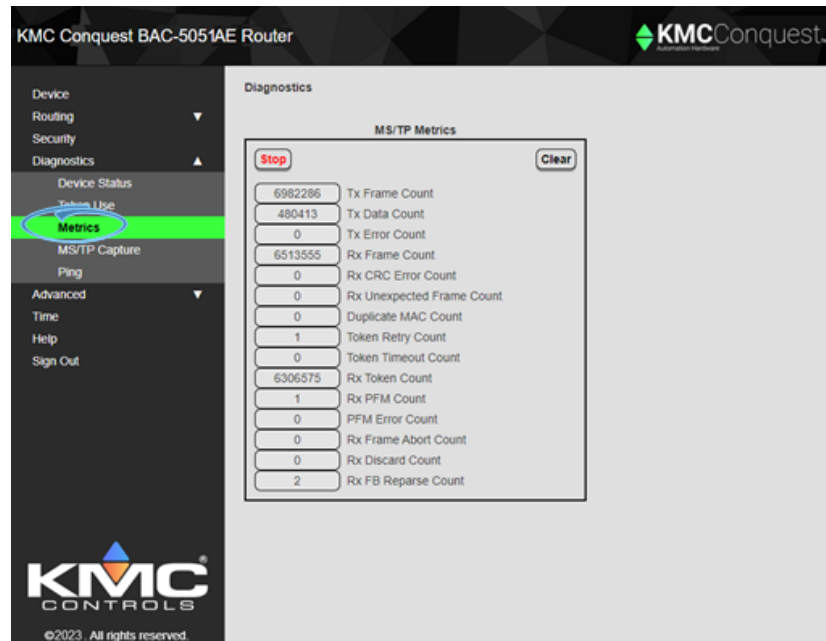 KMC Conquest BAC-5051AE Router
KMCConquest
Automation Hardware
Device
Routing ▼
Security
Diagnostics ▲
Device Status
Token Use
Metrics
MS/TP Capture
Ping
Advanced ▼
Time
Help
Sign Out
KMC®
CONTROLS
©2023 . All rights reserved.
Diagnostics
MS/TP Metrics
Stop Clear
6982286 Tx Frame Count
480413 Tx Data Count
0 Tx Error Count
6513555 Rx Frame Count
0 Rx CRC Error Count
0 Rx Unexpected Frame Count
0 Duplicate MAC Count
1 Token Retry Count
0 Token Timeout Count
6306575 Rx Token Count
1 Rx PFM Count
0 PFM Error Count
0 Rx Frame Abort Count
0 Rx Discard Count
2 Rx FB Reparse Count